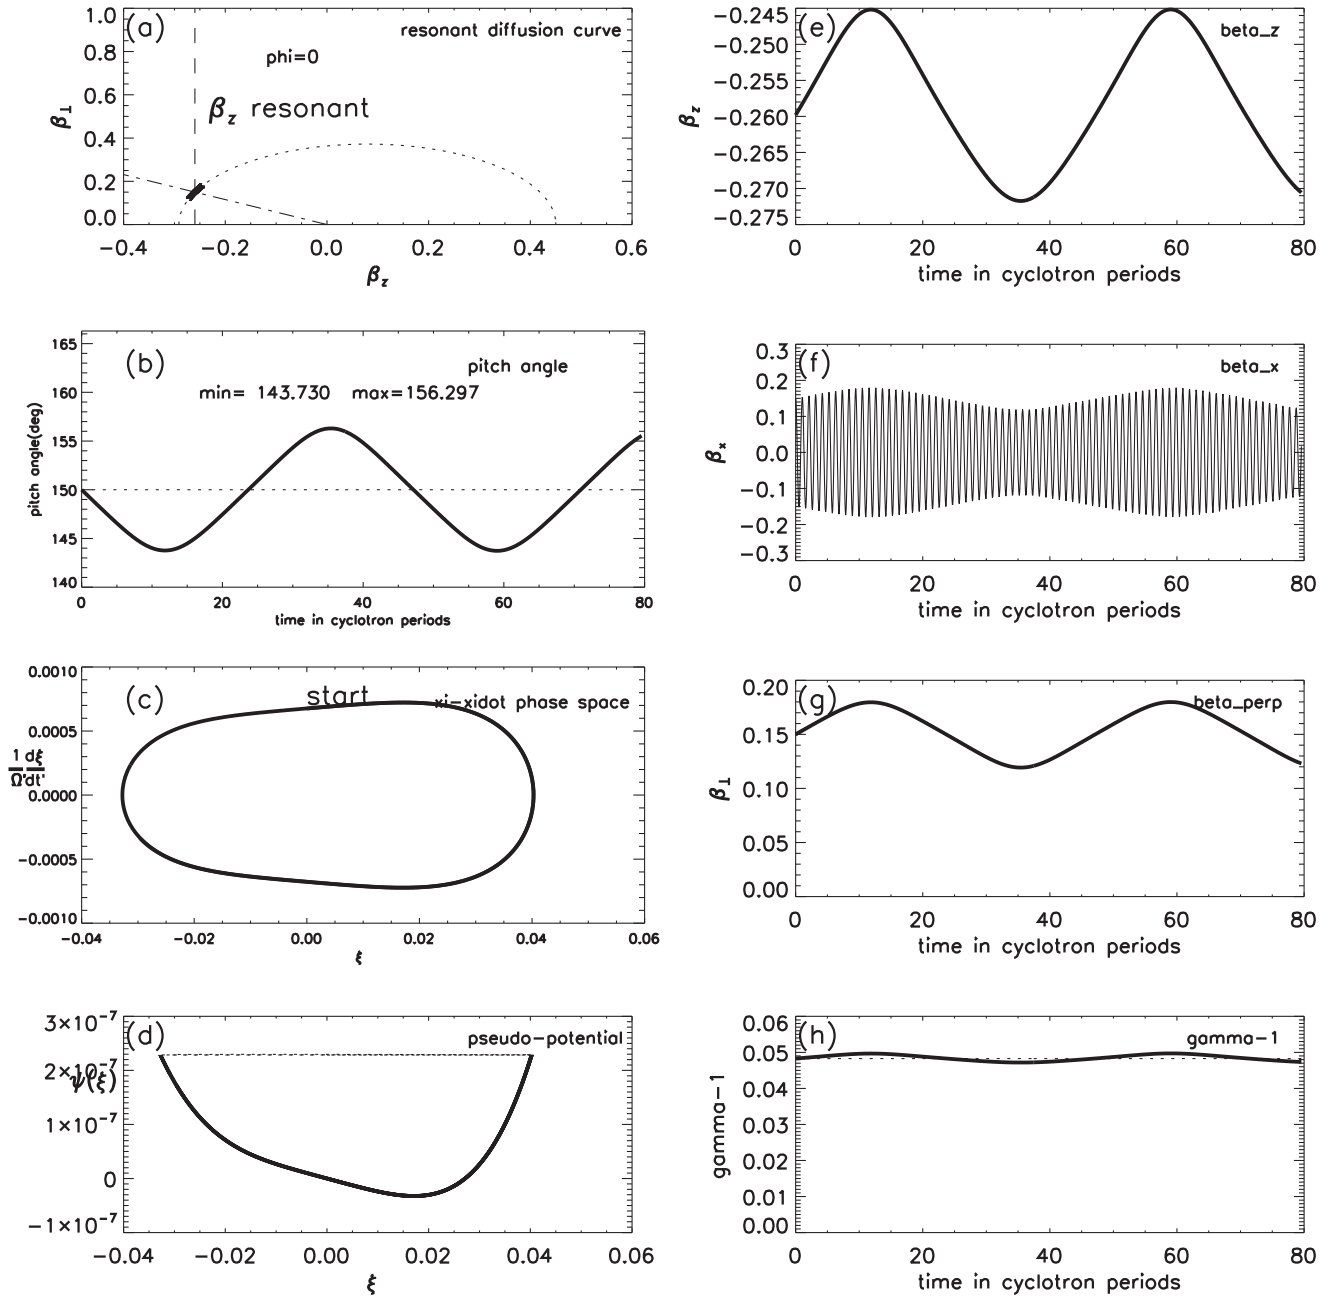 (a)
resonant diffusion curve
phi=0
β_z resonant
β_⊥
1.0
0.8
0.6
0.4
0.2
0.0
−0.4 −0.2 0.0 0.2 0.4 0.6
β_z
(e)
beta_z
β_z
−0.245
−0.250
−0.255
−0.260
−0.265
−0.270
−0.275
0 20 40 60 80
time in cyclotron periods
(b)
pitch angle
min= 143.730 max=156.297
pitch angle(deg)
165
160
155
150
145
140
0 20 40 60 80
time in cyclotron periods
(f)
beta_x
β_x
0.3
0.2
0.1
0.0
−0.1
−0.2
−0.3
0 20 40 60 80
time in cyclotron periods
(c)
start
xi−xidot phase space
1 dξ
Ω dt
0.0010
0.0005
0.0000
−0.0005
−0.0010
−0.04 −0.02 0.00 0.02 0.04 0.06
ξ
(g)
beta_perp
β_⊥
0.20
0.15
0.10
0.05
0.00
0 20 40 60 80
time in cyclotron periods
(d)
pseudo−potential
ψ(ξ)
3×10⁻⁷
2×10⁻⁷
1×10⁻⁷
0
−1×10⁻⁷
−0.04 −0.02 0.00 0.02 0.04 0.06
ξ
(h)
gamma−1
gamma−1
0.06
0.05
0.04
0.03
0.02
0.01
0.00
0 20 40 60 80
time in cyclotron periods